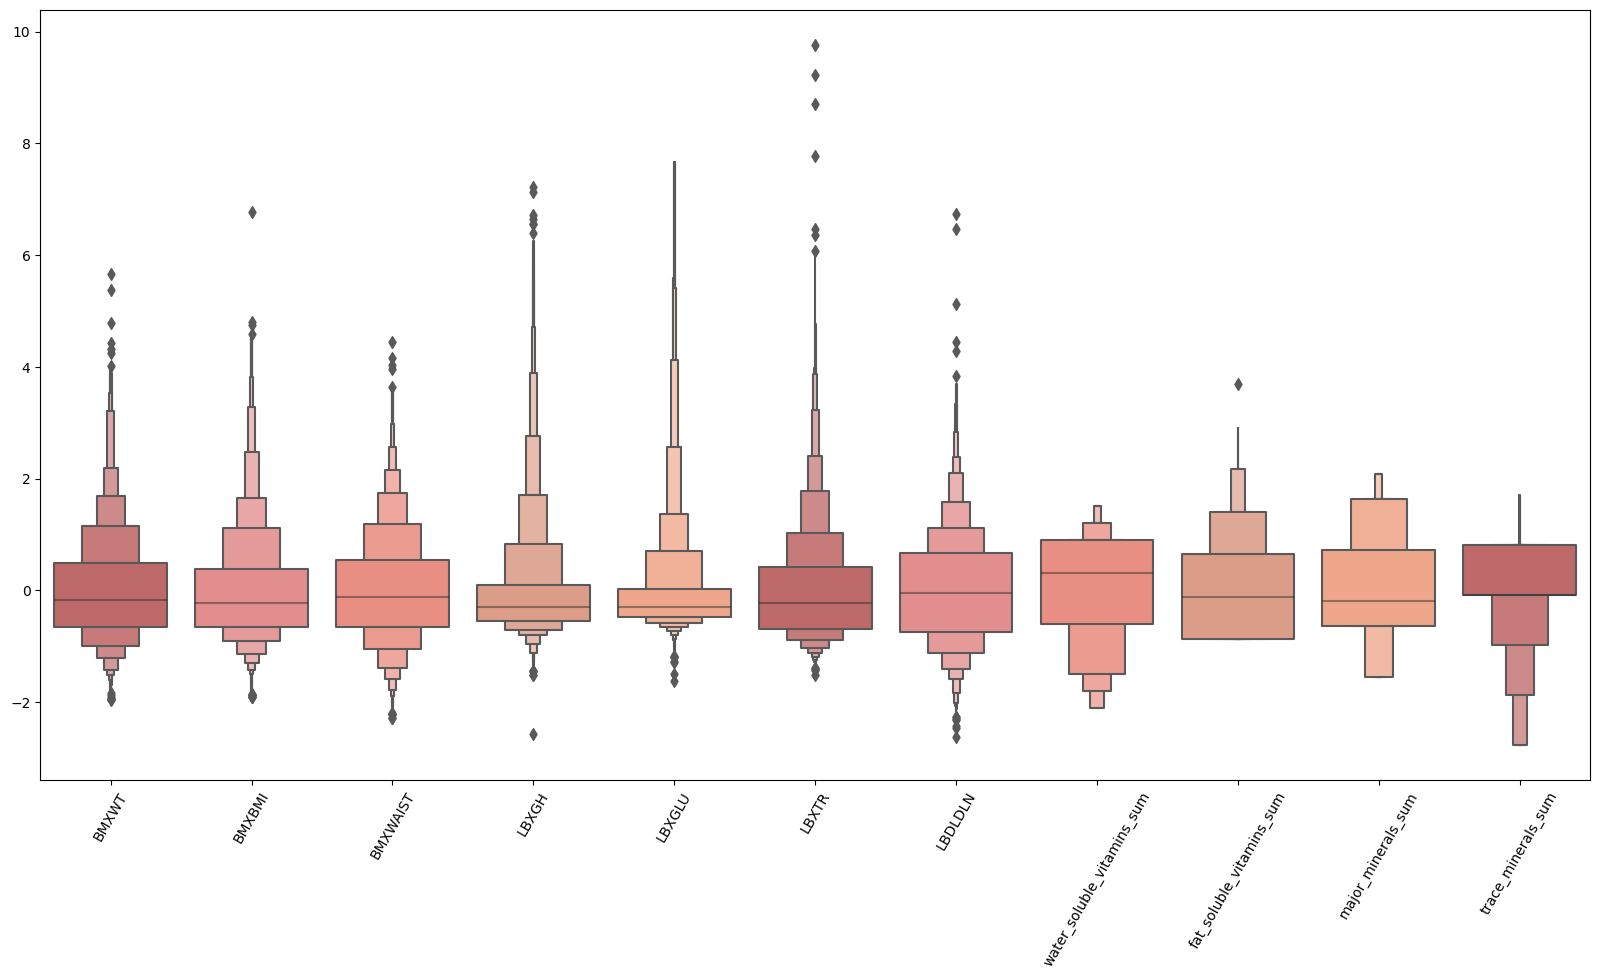 10
8
6
4
2
0
−2
BMXWT
BMXBMI
BMXWAIST
LBXGH
LBXGLU
LBXTR
LBDLDLN
water_soluble_vitamins_sum
fat_soluble_vitamins_sum
major_minerals_sum
trace_minerals_sum